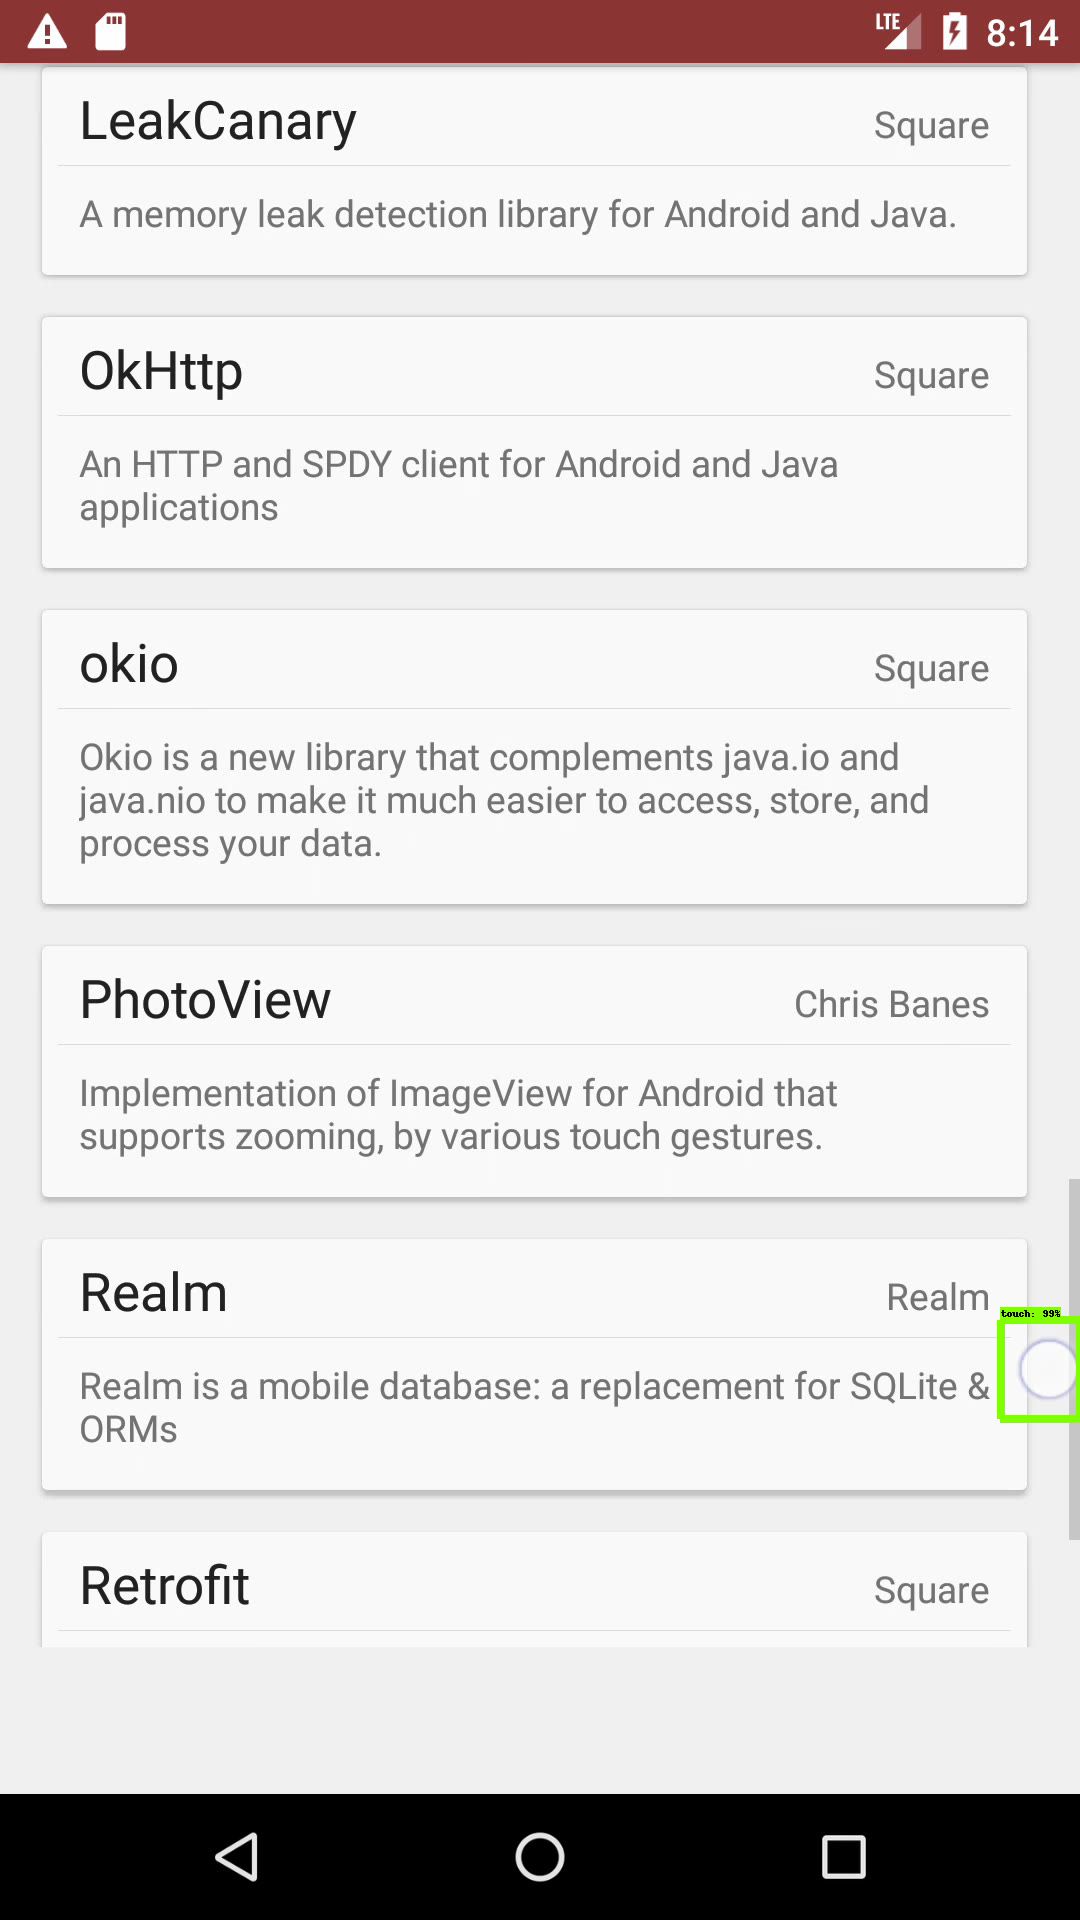 LTE 8:14
LeakCanary Square
A memory leak detection library for Android and Java.
OkHttp Square
An HTTP and SPDY client for Android and Java
applications
okio Square
Okio is a new library that complements java.io and
java.nio to make it much easier to access, store, and
process your data.
PhotoView Chris Banes
Implementation of ImageView for Android that
supports zooming, by various touch gestures.
Realm Realm
touch: 99%
Realm is a mobile database: a replacement for SQLite &
ORMs
Retrofit Square